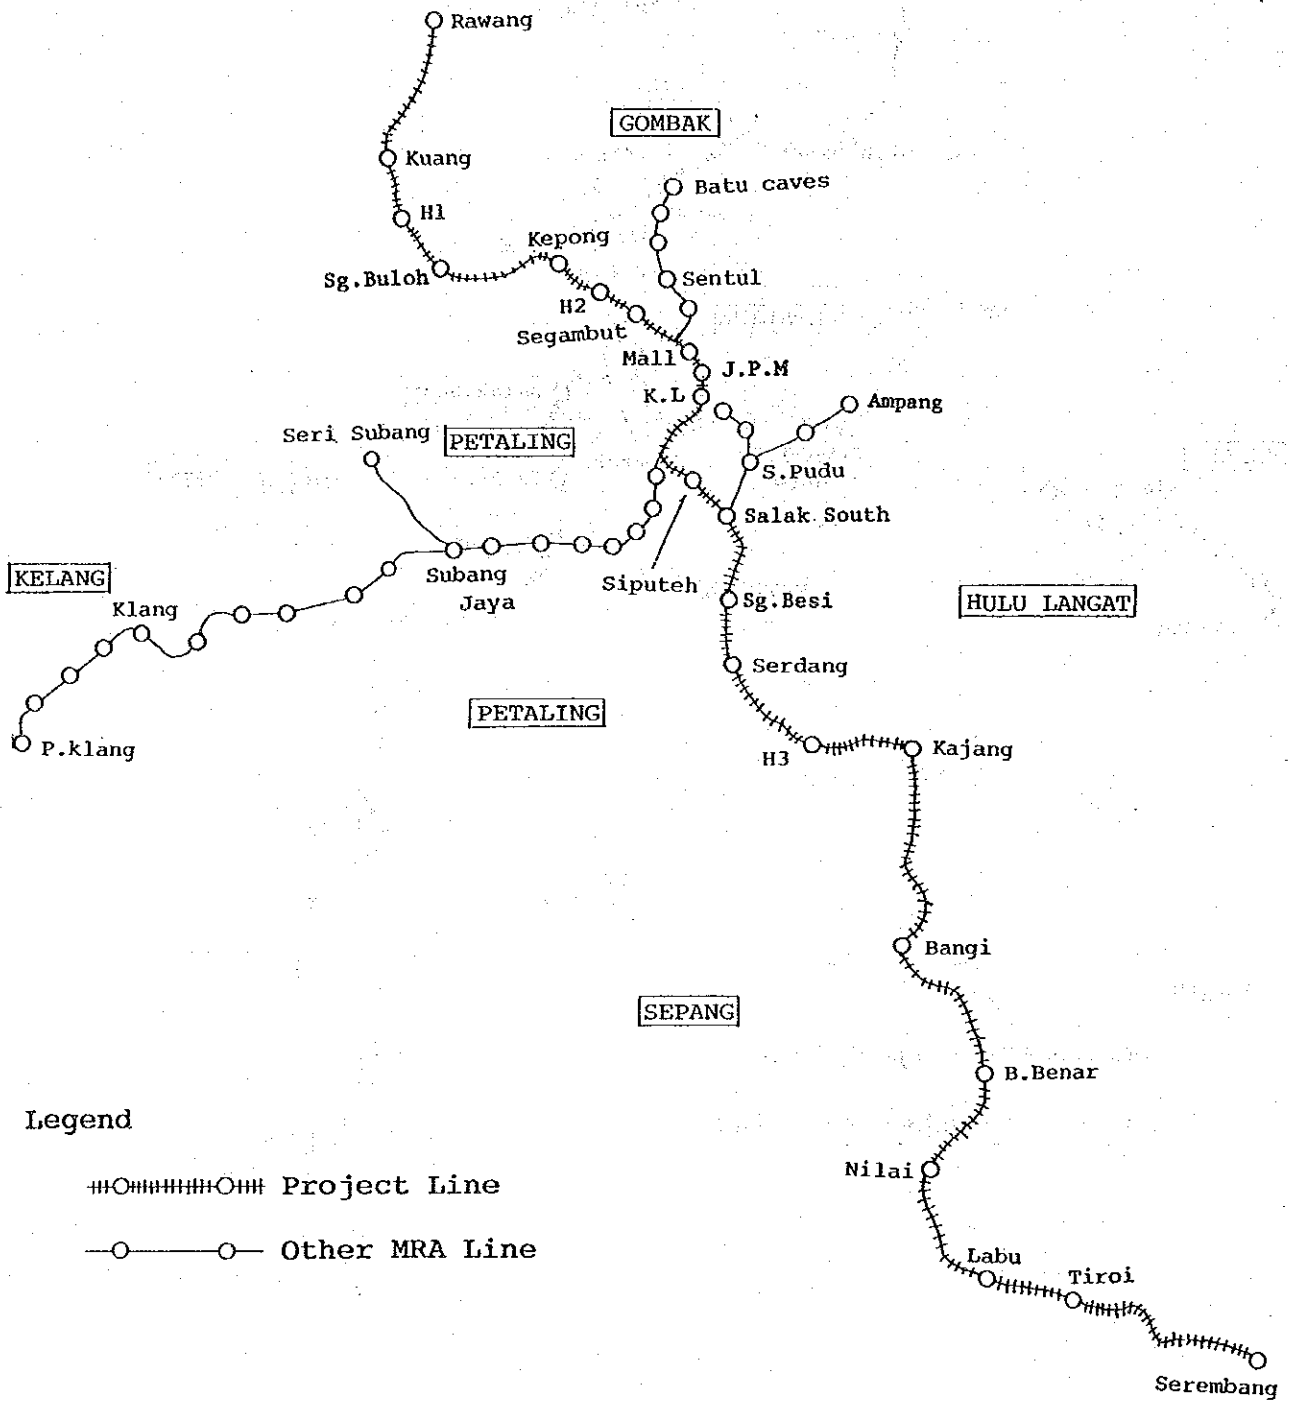 Rawang
GOMBAK
Kuang
Batu caves
H1
Kepong
Sg.Buloh
Sentul
H2
Segambut
Mall
J.P.M
K.L
Ampang
Seri Subang
PETALING
S.Pudu
Salak South
KELANG
Subang
Jaya
Siputeh
Klang
Sg.Besi
HULU LANGAT
Serdang
PETALING
P.klang
H3
Kajang
Bangi
SEPANG
B.Benar
Legend
Nilai
Project Line
Other MRA Line
Labu
Tiroi
Serembang